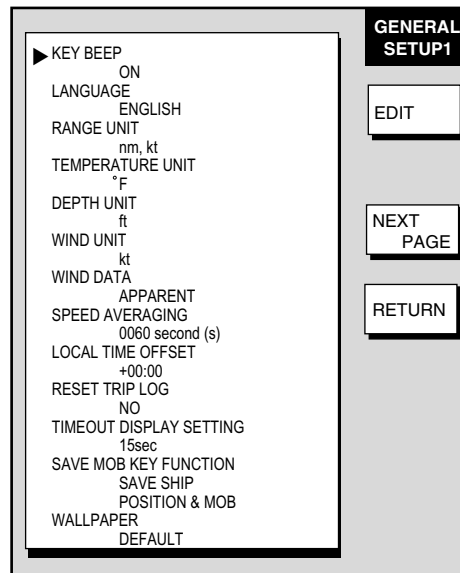 KEY BEEP
ON
LANGUAGE
ENGLISH
RANGE UNIT
nm, kt
TEMPERATURE UNIT
°F
DEPTH UNIT
ft
WIND UNIT
kt
WIND DATA
APPARENT
SPEED AVERAGING
0060 second (s)
LOCAL TIME OFFSET
+00:00
RESET TRIP LOG
NO
TIMEOUT DISPLAY SETTING
15sec
SAVE MOB KEY FUNCTION
SAVE SHIP
POSITION & MOB
WALLPAPER
DEFAULT
GENERAL
SETUP1
EDIT
NEXT
PAGE
RETURN